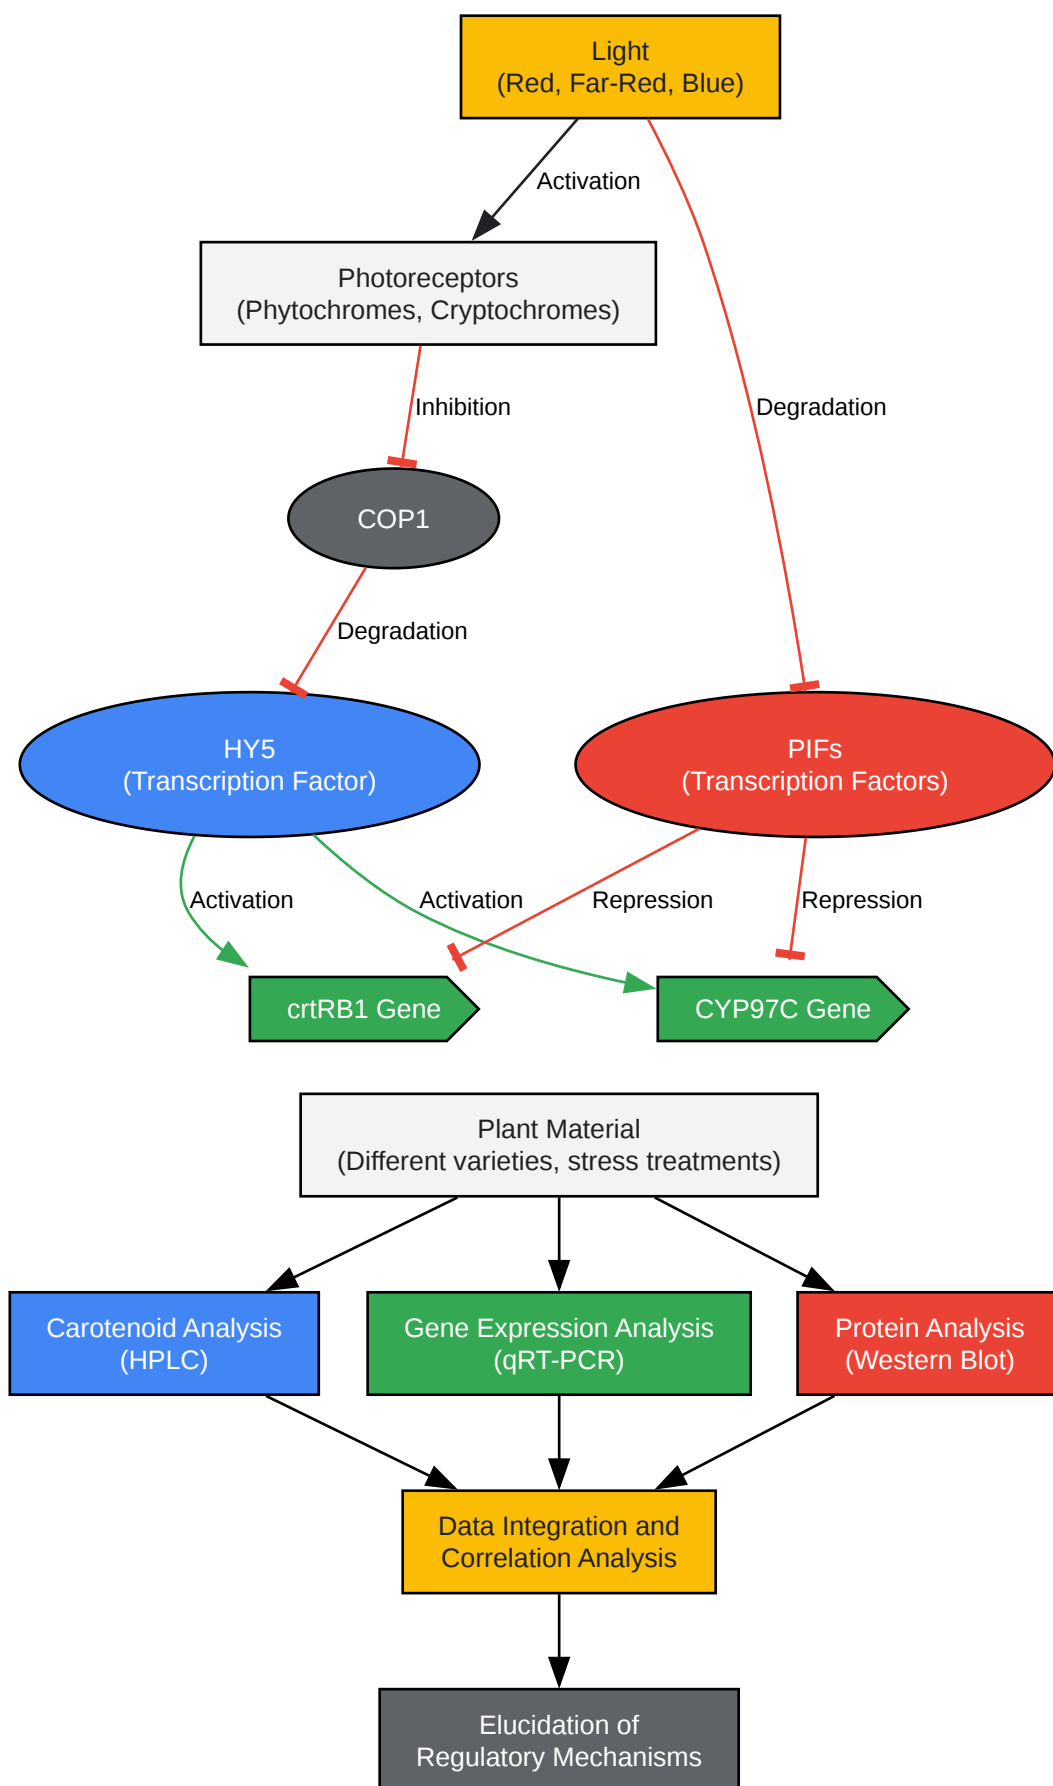 Light
(Red, Far-Red, Blue)
Activation
Photoreceptors
(Phytochromes, Cryptochromes)
Inhibition
Degradation
COP1
Degradation
HY5
(Transcription Factor)
PIFs
(Transcription Factors)
Activation
Activation
Repression
Repression
crtRB1 Gene
CYP97C Gene
Plant Material
(Different varieties, stress treatments)
Carotenoid Analysis
(HPLC)
Gene Expression Analysis
(qRT-PCR)
Protein Analysis
(Western Blot)
Data Integration and
Correlation Analysis
Elucidation of
Regulatory Mechanisms